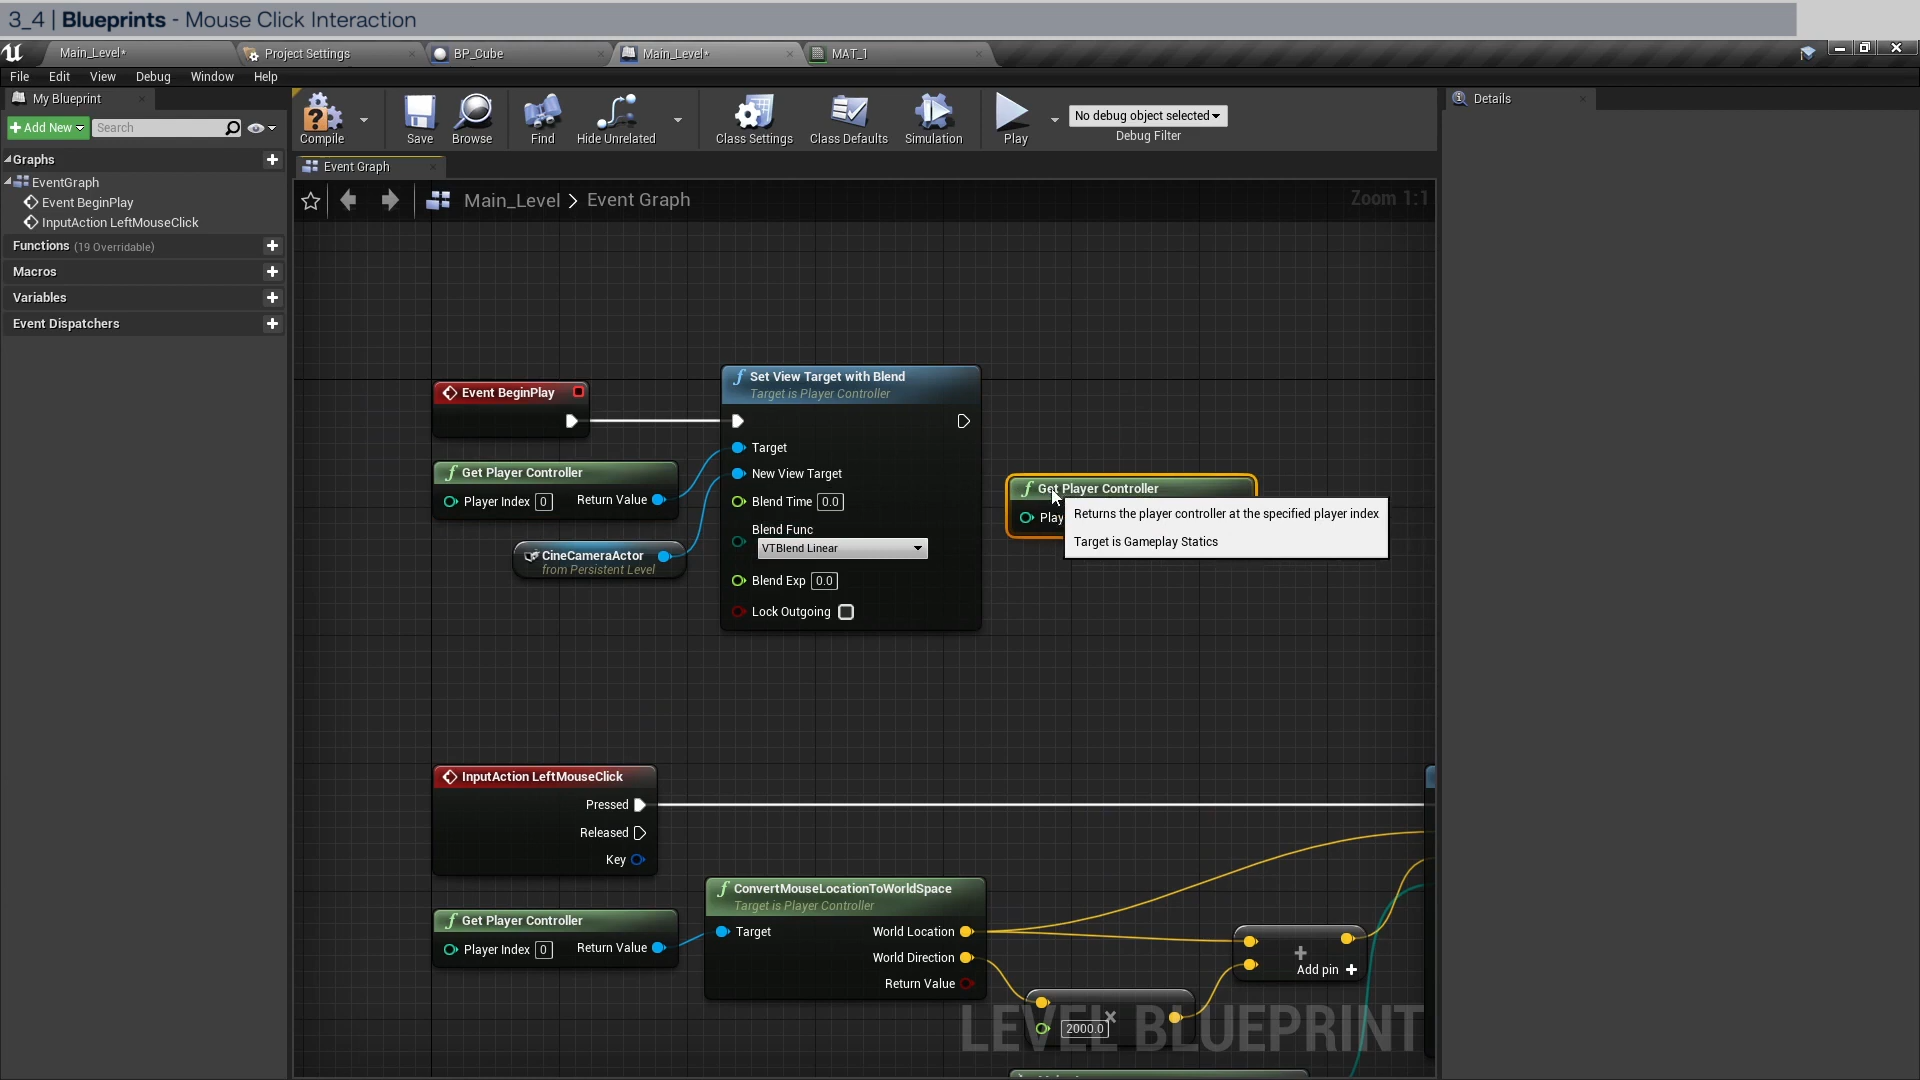 3_4 | Blueprints - Mouse Click Interaction
Main_Level*
Project Settings
BP_Cube
Main_Level*
MAT_1
File
Edit
View
Debug
Window
Help
My Blueprint
Add New
Search
Graphs
EventGraph
Event BeginPlay
InputAction LeftMouseClick
Functions (19 Overridable)
Macros
Variables
Event Dispatchers
Compile
Save
Browse
Find
Hide Unrelated
Class Settings
Class Defaults
Simulation
Play
No debug object selected
Debug Filter
Details
Event Graph
Main_Level > Event Graph
Zoom 1:1
Event BeginPlay
Set View Target with Blend
Target is Player Controller
Target
New View Target
Blend Time 0.0
Blend Func
VTBlend Linear
Blend Exp 0.0
Lock Outgoing
Get Player Controller
Player Index 0
Return Value
CineCameraActor
from Persistent Level
Get Player Controller
Play
Returns the player controller at the specified player index
Target is Gameplay Statics
InputAction LeftMouseClick
Pressed
Released
Key
Get Player Controller
Player Index 0
Return Value
ConvertMouseLocationToWorldSpace
Target is Player Controller
Target
World Location
World Direction
Return Value
Add pin
2000.0
LEVEL BLUEPRINT